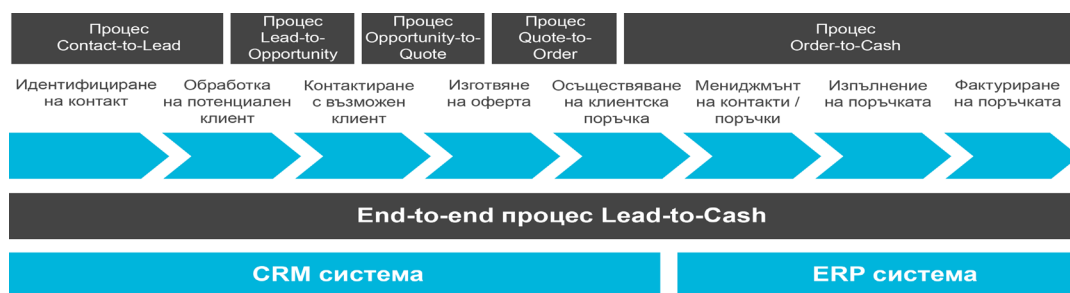 Процес
Contact-to-Lead
Процес
Lead-to-
Opportunity
Процес
Opportunity-to-
Quote
Процес
Quote-to-
Order
Процес
Order-to-Cash
Идентифициране
на контакт
Обработка
на потенциален
клиент
Контактиране
с възможен
клиент
Изготвяне
на оферта
Осъществяване
на клиентска
поръчка
Мениджмънт
на контакти /
поръчки
Изпълнение
на поръчката
Фактуриране
на поръчката
End-to-end процес Lead-to-Cash
CRM система
ERP система